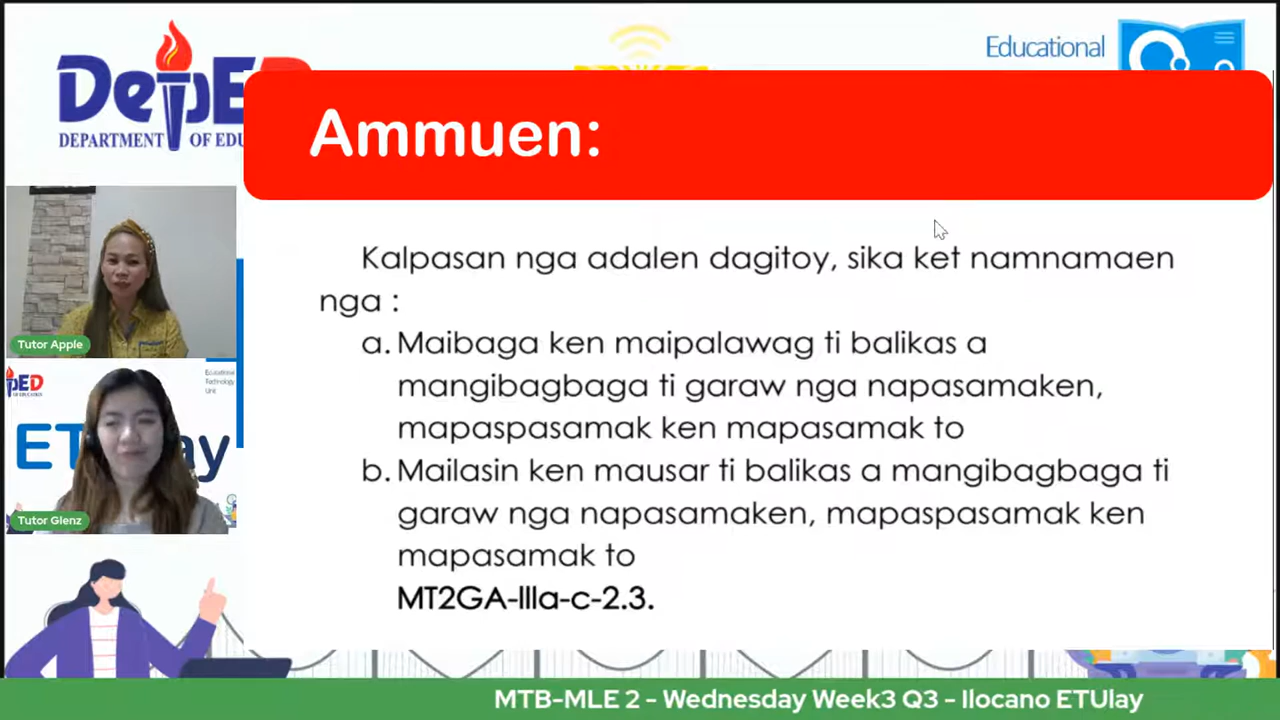 DepED
DEPARTMENT OF EDU
Educational
Ammuen:
Kalpasan nga adalen dagitoy, sika ket namnamaen
nga :
a. Maibaga ken maipalawag ti balikas a
mangibagbaga ti garaw nga napasamaken,
mapaspasamak ken mapasamak to
b. Mailasin ken mausar ti balikas a mangibagbaga ti
garaw nga napasamaken, mapaspasamak ken
mapasamak to
MT2GA-IIIa-c-2.3.
Tutor Apple
Educational
Technology
Unit
ETUlay
Tutor Glenz
MTB-MLE 2 - Wednesday Week3 Q3 - Ilocano ETUlay